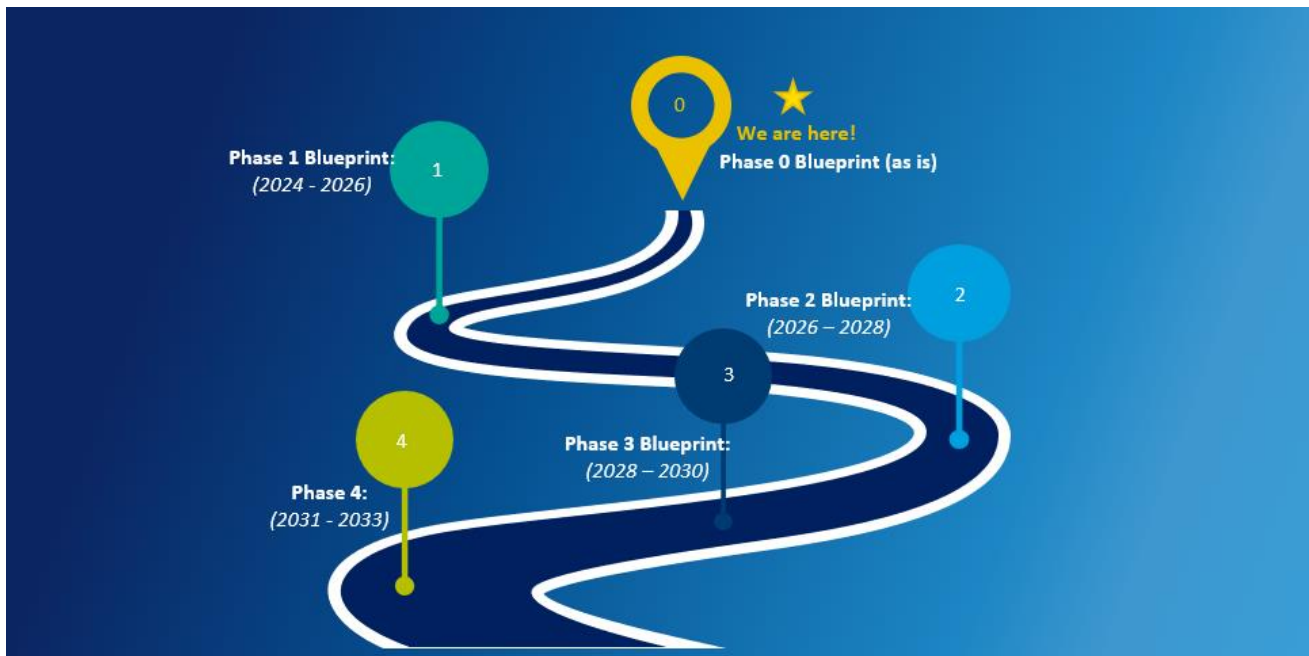 0
We are here!
Phase 0 Blueprint (as is)
1
Phase 1 Blueprint:
(2024 - 2026)
2
Phase 2 Blueprint:
(2026 – 2028)
3
Phase 3 Blueprint:
(2028 – 2030)
4
Phase 4:
(2031 - 2033)